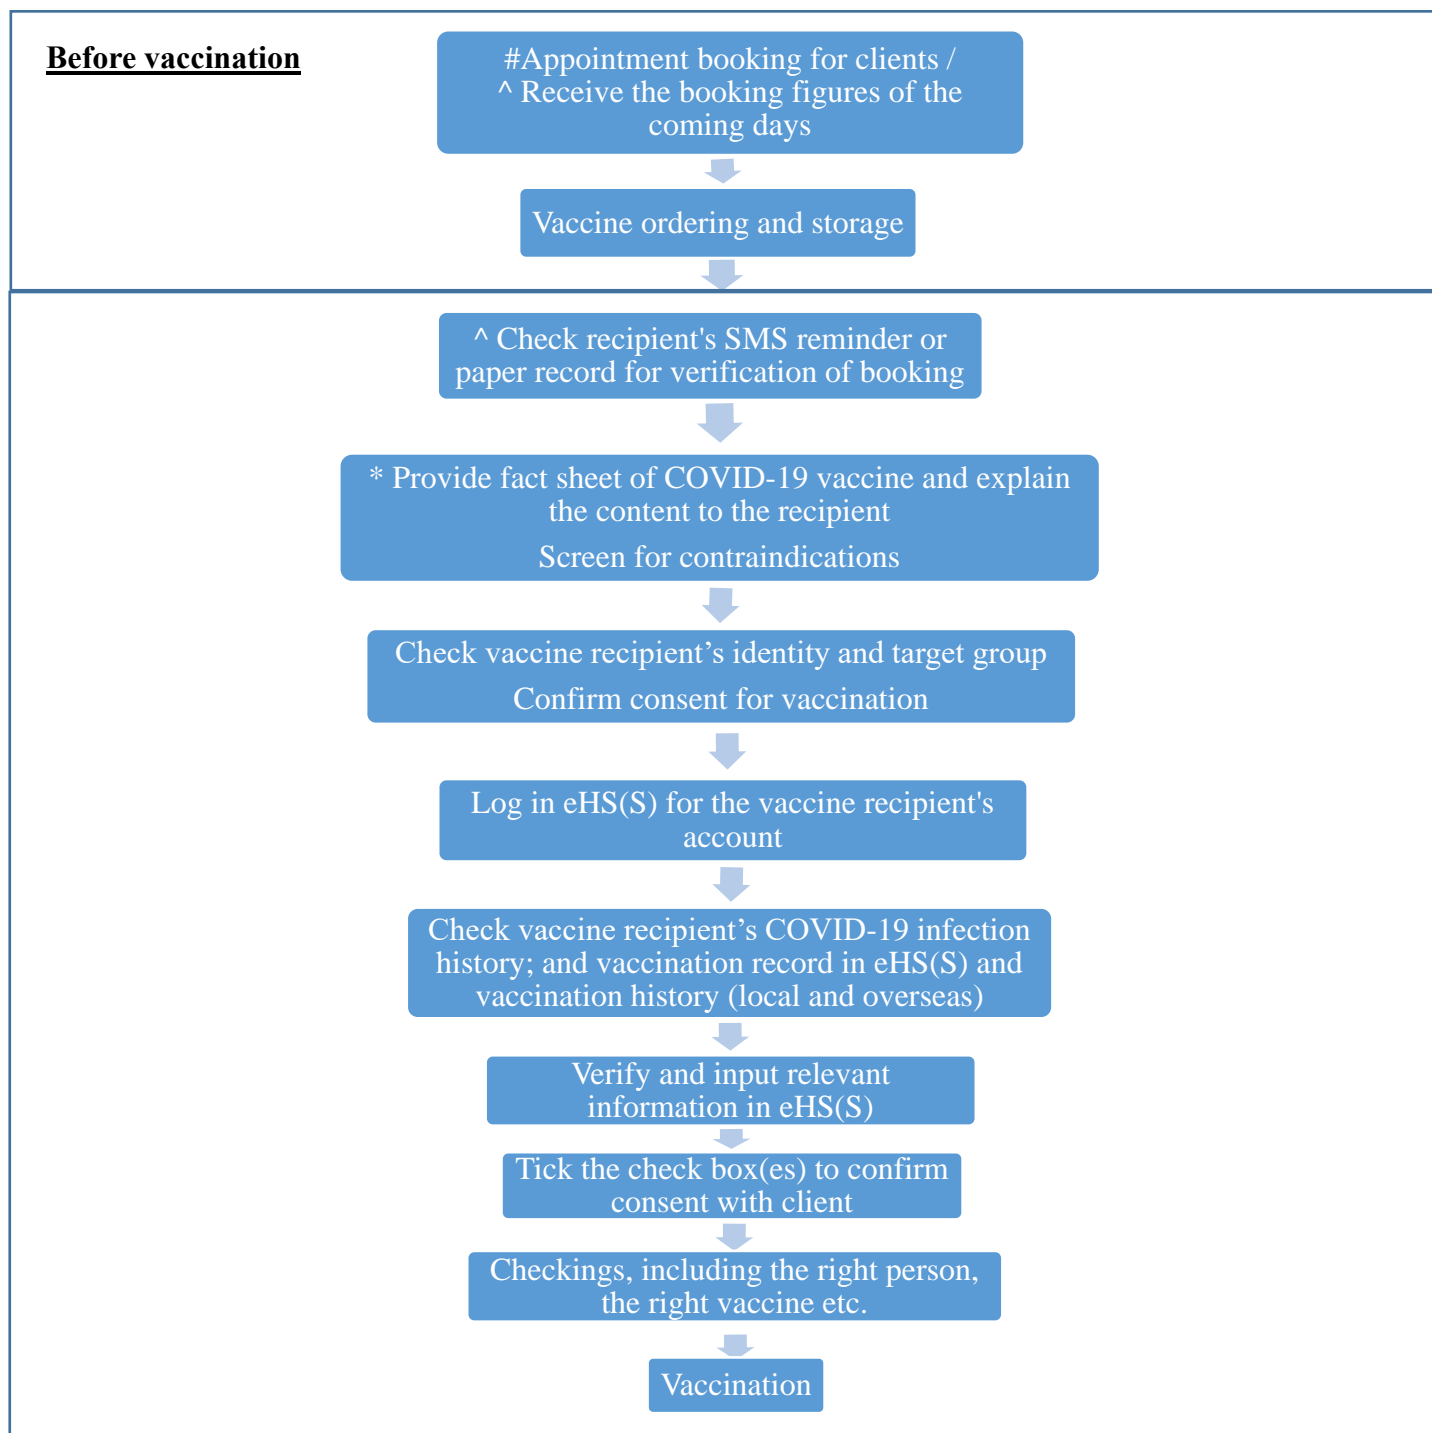 Before vaccination
#Appointment booking for clients /
^ Receive the booking figures of the
coming days
Vaccine ordering and storage
^ Check recipient's SMS reminder or
paper record for verification of booking
* Provide fact sheet of COVID-19 vaccine and explain
the content to the recipient
Screen for contraindications
Check vaccine recipient’s identity and target group
Confirm consent for vaccination
Log in eHS(S) for the vaccine recipient's
account
Check vaccine recipient’s COVID-19 infection
history; and vaccination record in eHS(S) and
vaccination history (local and overseas)
Verify and input relevant
information in eHS(S)
Tick the check box(es) to confirm
consent with client
Checkings, including the right person,
the right vaccine etc.
Vaccination